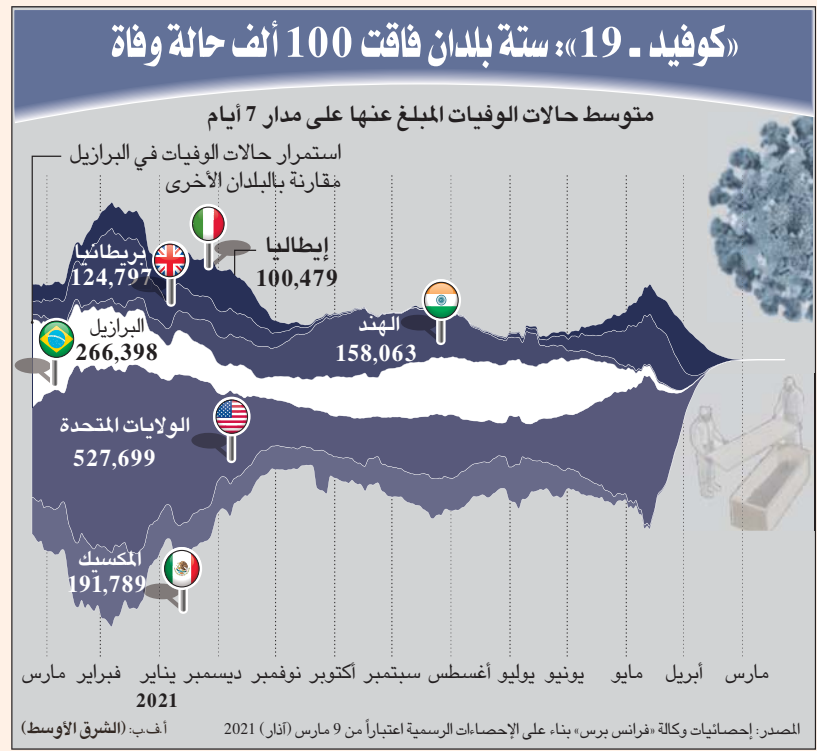 «كوفيد ـ 19»: ستة بلدان فاقت 100 ألف حالة وفاة
متوسط حالات الوفيات المبلغ عنها على مدار 7 أيام
استمرار حالات الوفيات في البرازيل
مقارنة بالبلدان الأخرى
إيطاليا
100,479
بريطانيا
124,797
الهند
158,063
البرازيل
266,398
الولايات المتحدة
527,699
المكسيك
191,789
مارس أبريل مايو يونيو يوليو أغسطس سبتمبر أكتوبر نوفمبر ديسمبر يناير فبراير مارس
2021
المصدر: إحصائيات وكالة «فرانس برس» بناء على الإحصاءات الرسمية اعتباراً من 9 مارس (آذار) 2021
أ.ف.ب: (الشرق الأوسط)